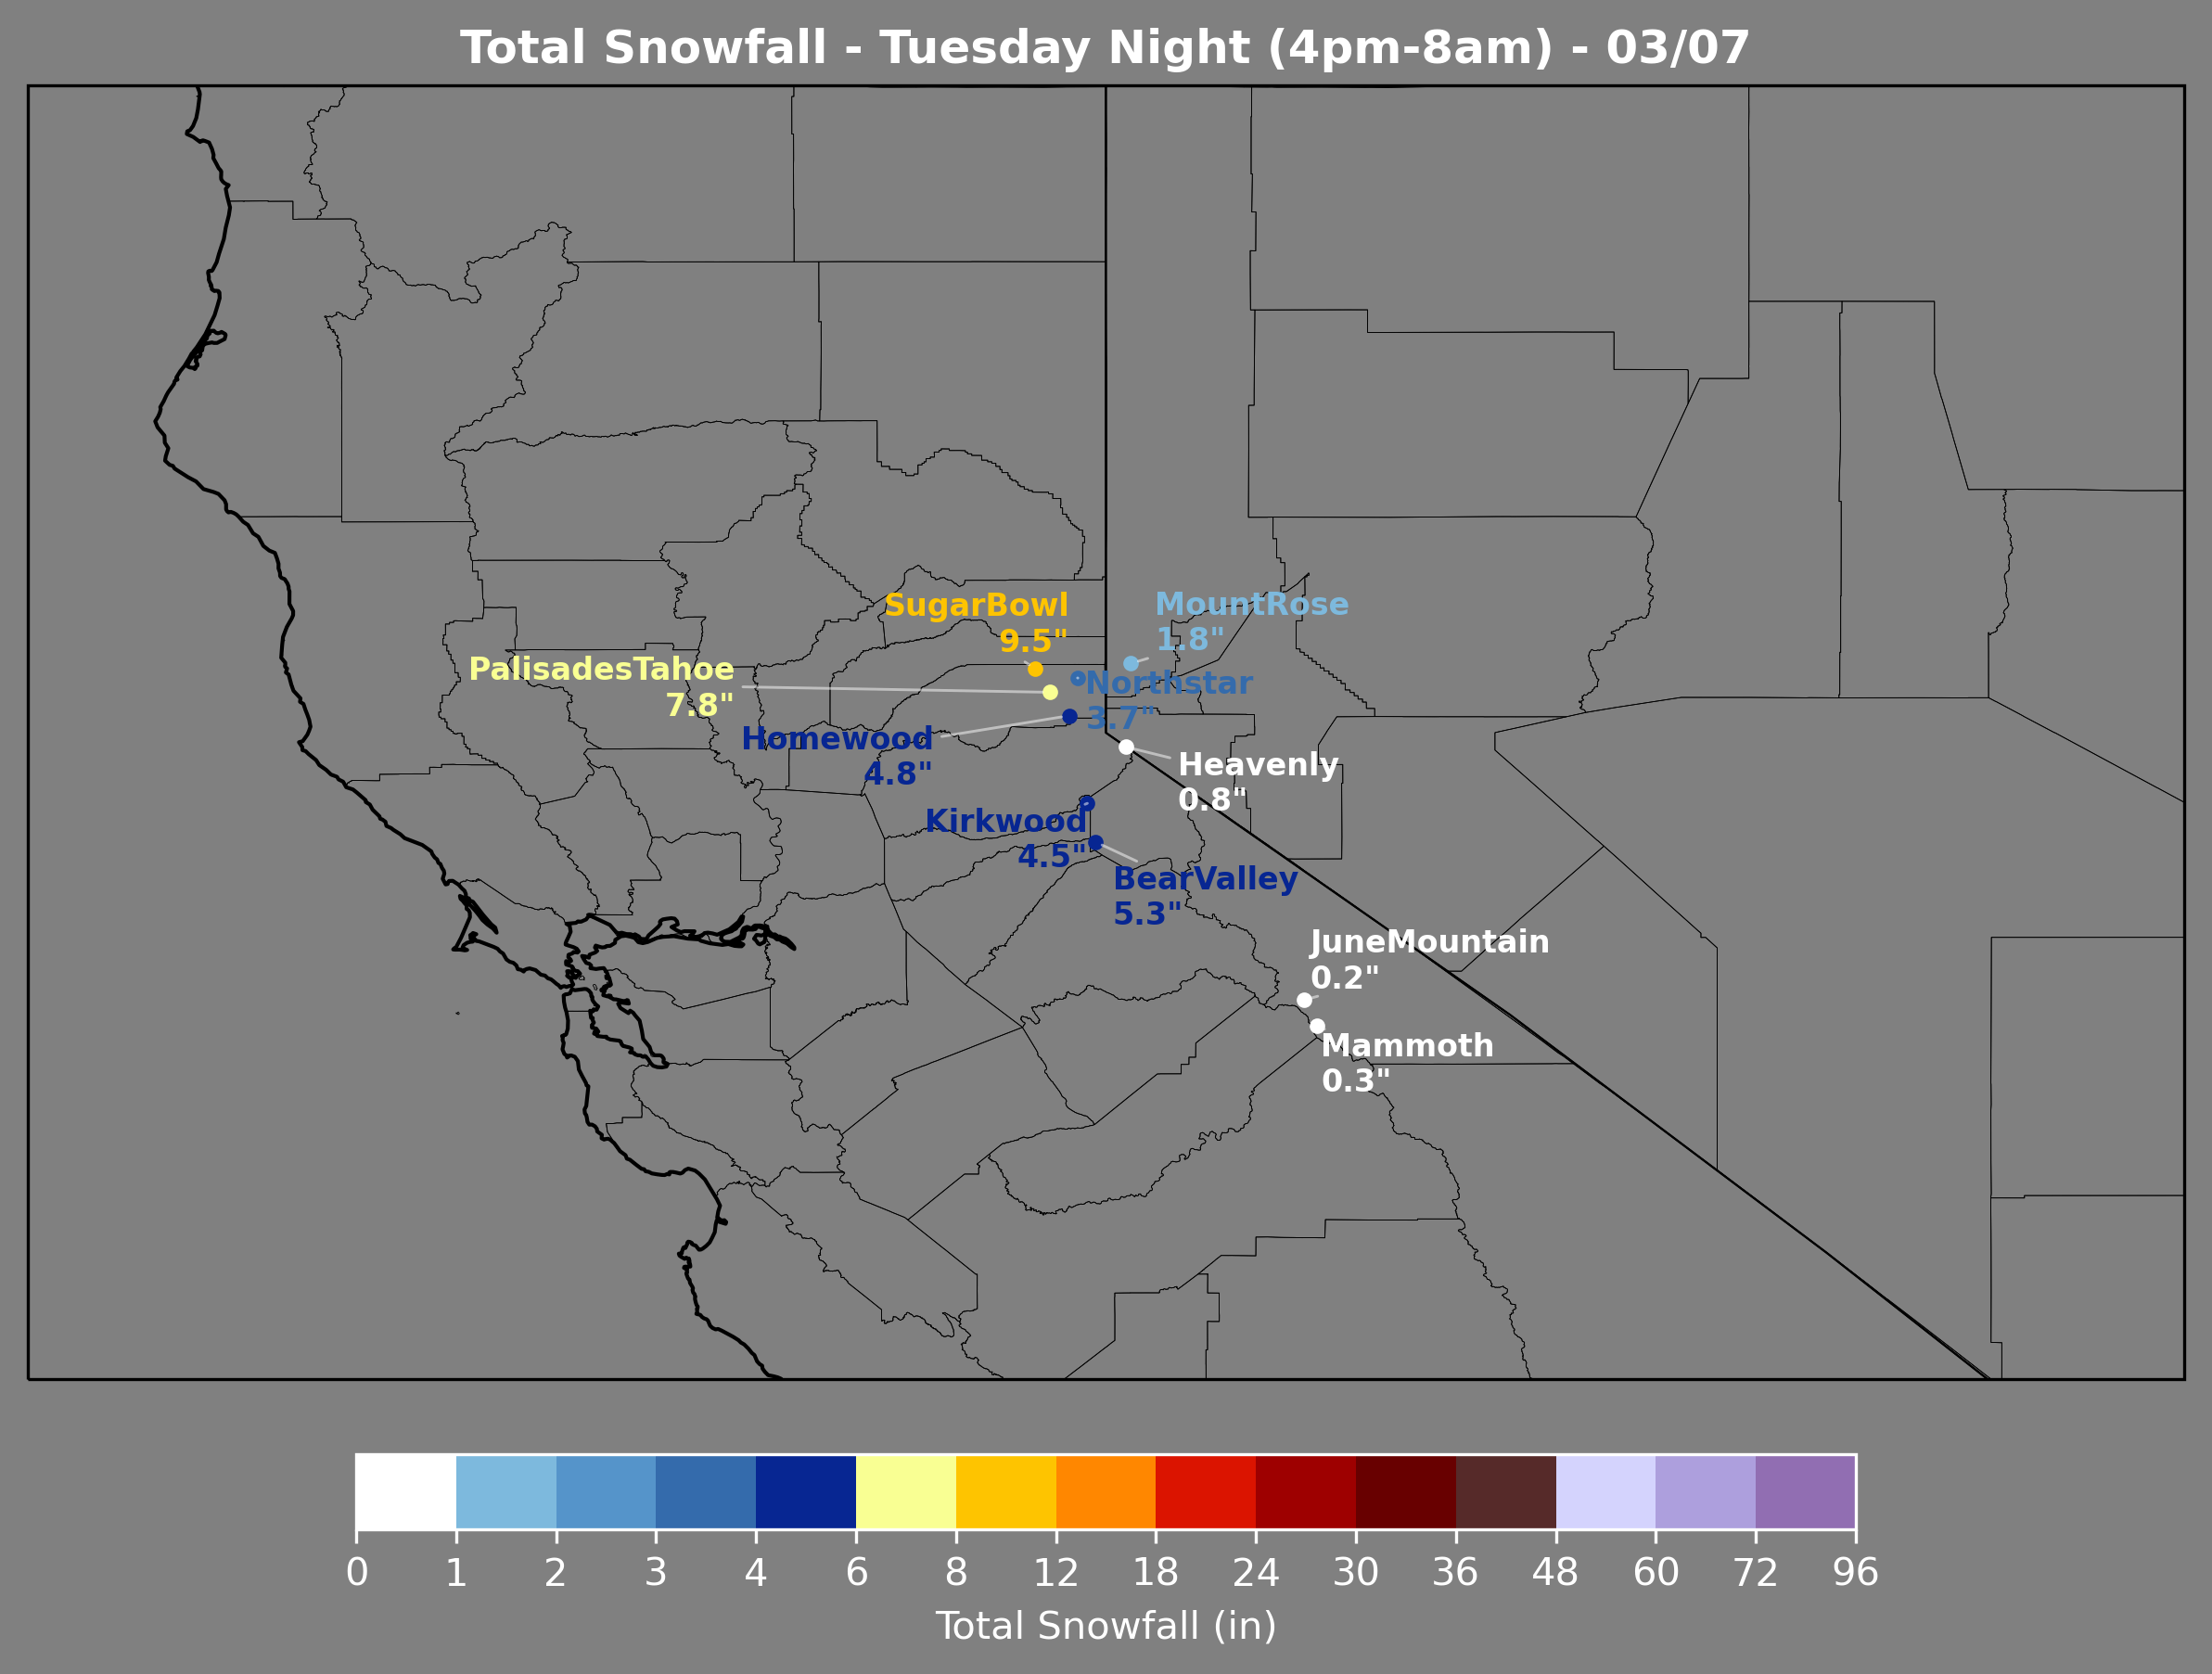 Total Snowfall - Tuesday Night (4pm-8am) - 03/07
SugarBowl
9.5"
MountRose
1.8"
PalisadesTahoe
7.8"
Northstar
3.7"
Homewood
4.8"
Heavenly
0.8"
Kirkwood
4.5"
BearValley
5.3"
JuneMountain
0.2"
Mammoth
0.3"
0 1 2 3 4 6 8 12 18 24 30 36 48 60 72 96
Total Snowfall (in)